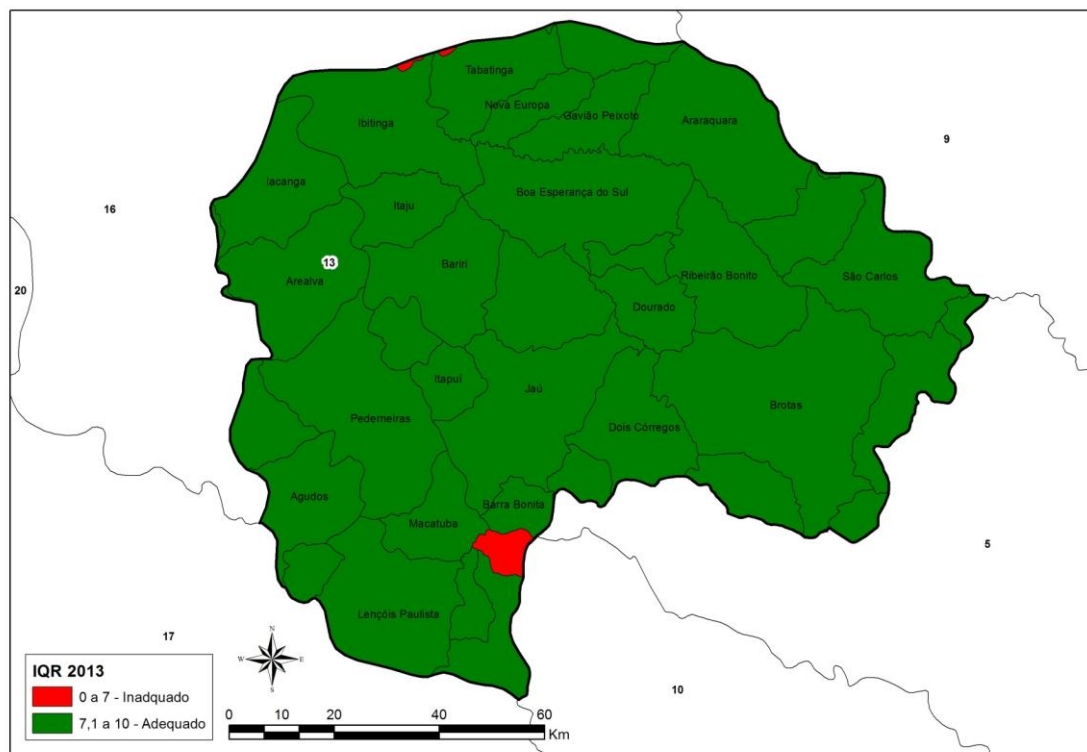 Tabatinga
Nova Europa
Gavião Peixoto
Araraquara
Ibitinga
9
Iacanga
Boa Esperança do Sul
Itaju
16
13
Bariri
Ribeirão Bonito
São Carlos
Arealva
20
Dourado
Itapuí
Jaú
Brotas
Pederneiras
Dois Córregos
Agudos
Barra Bonita
Macatuba
5
Lençóis Paulista
17
10
N
W
E
S
IQR 2013
0 a 7 - Inadquado
7,1 a 10 - Adequado
0 10 20 40 60
Km